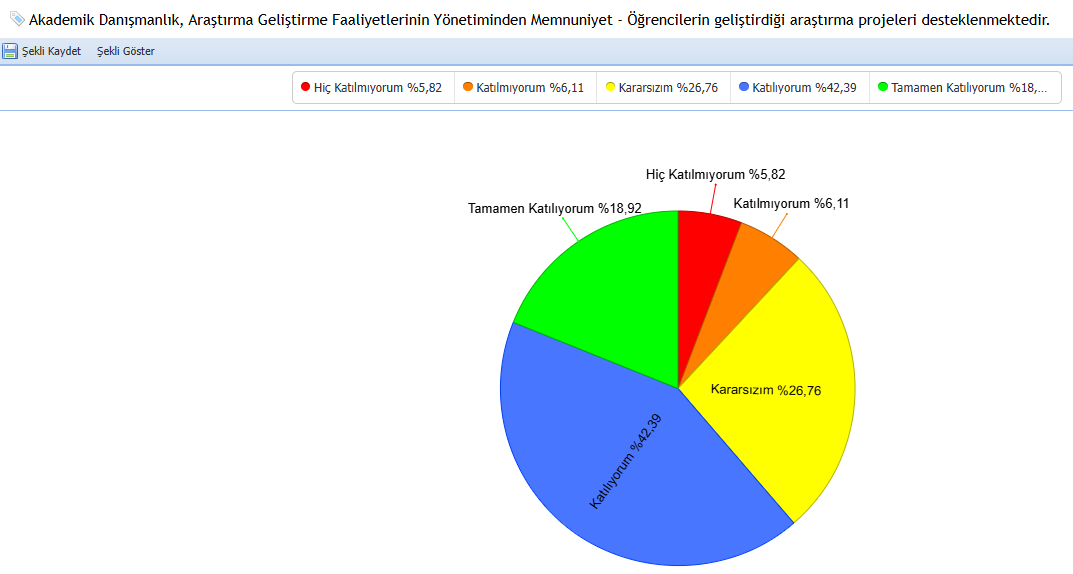 Akademik Danışmanlık, Araştırma Geliştirme Faaliyetlerinin Yönetiminden Memnuniyet - Öğrencilerin geliştirdiği araştırma projeleri desteklenmektedir.
Şekli Kaydet Şekli Göster
Hiç Katılmıyorum %5,82 Katılmıyorum %6,11 Kararsızım %26,76 Katılıyorum %42,39 Tamamen Katılıyorum %18,...
Hiç Katılmıyorum %5,82
Katılmıyorum %6,11
Tamamen Katılıyorum %18,92
Kararsızım %26,76
Katılıyorum %42,39